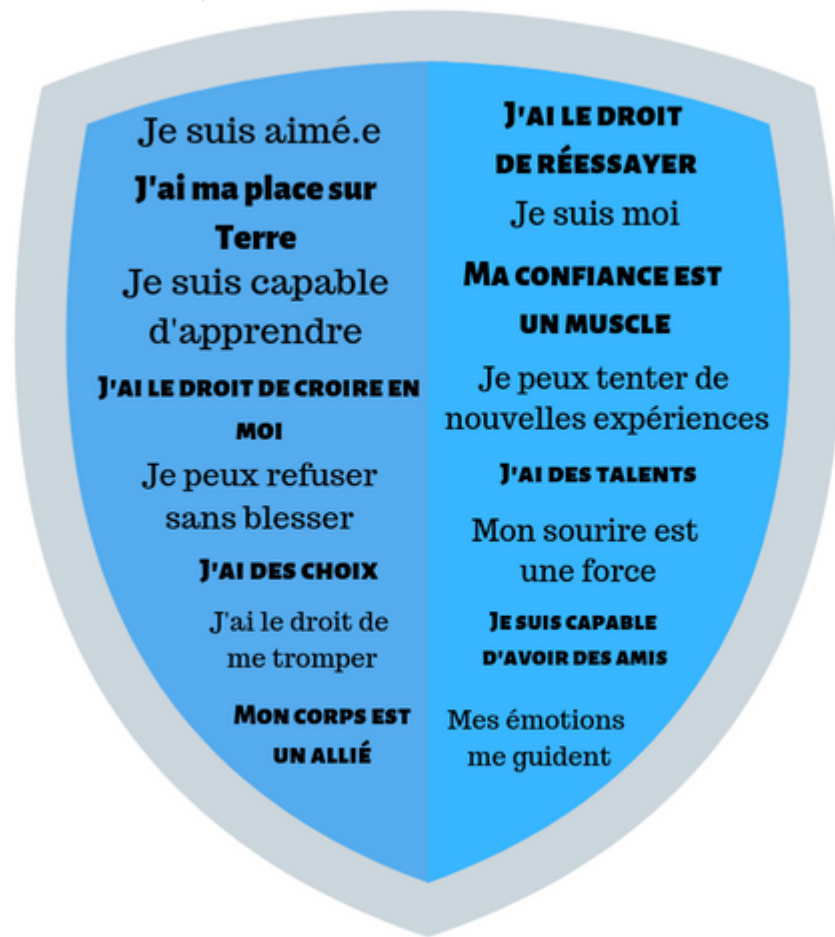 Je suis aimé.e
J'ai ma place sur
Terre
Je suis capable
d'apprendre
J'ai le droit de croire en
moi
Je peux refuser
sans blesser
J'ai des choix
J'ai le droit de
me tromper
Mon corps est
un allié
J'ai le droit
de réessayer
Je suis moi
Ma confiance est
un muscle
Je peux tenter de
nouvelles expériences
J'ai des talents
Mon sourire est
une force
Je suis capable
d'avoir des amis
Mes émotions
me guident